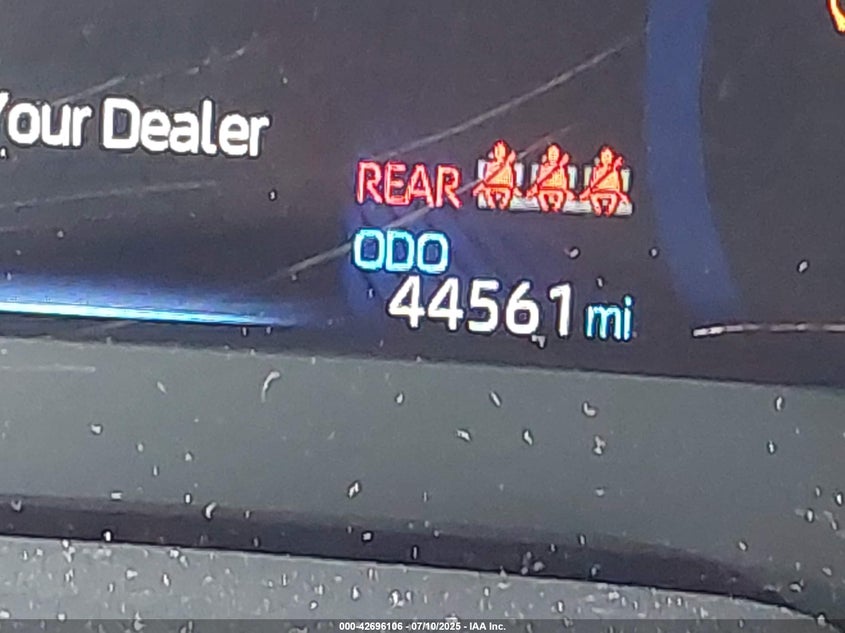 Your Dealer
REAR
ODO
44561 mi
000-42696106 - 07/10/2025 - IAA Inc.